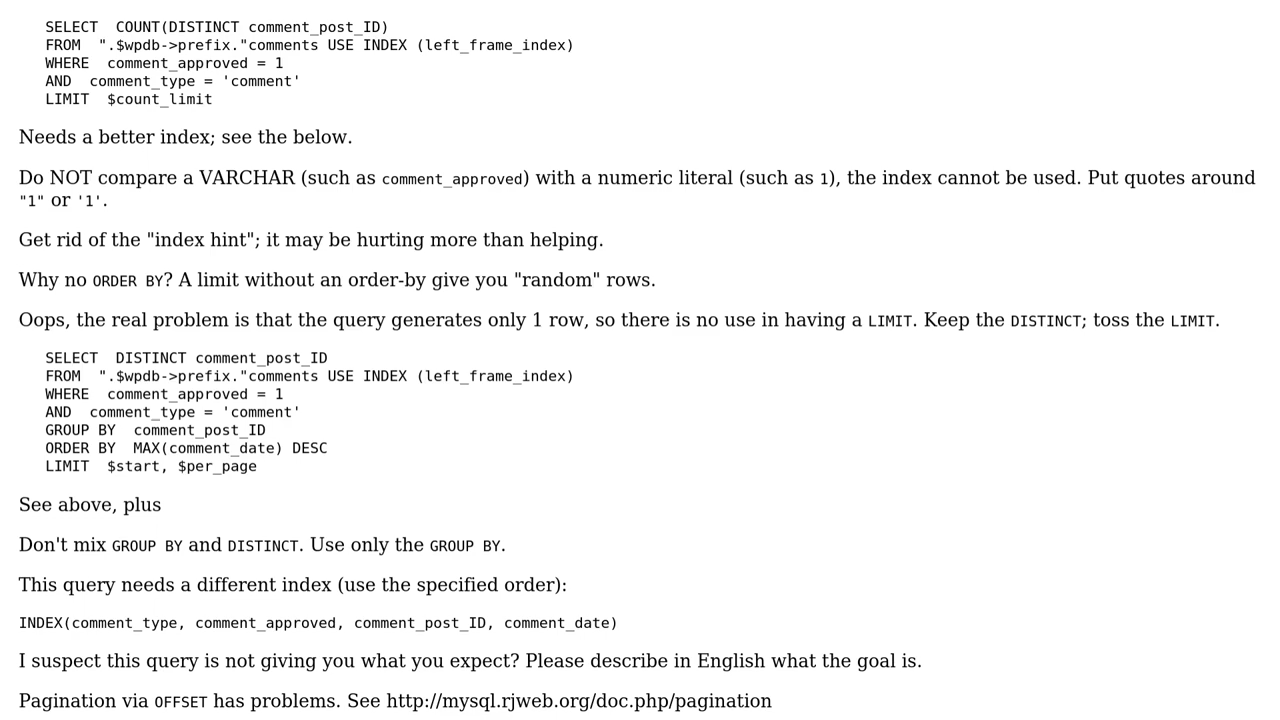 SELECT  COUNT(DISTINCT comment_post_ID)
FROM  ".$wpdb->prefix."comments USE INDEX (left_frame_index)
WHERE  comment_approved = 1
AND  comment_type = 'comment'
LIMIT  $count_limit
Needs a better index; see the below.
Do NOT compare a VARCHAR (such as comment_approved) with a numeric literal (such as 1), the index cannot be used. Put quotes around
"1" or '1'.
Get rid of the "index hint"; it may be hurting more than helping.
Why no ORDER BY? A limit without an order-by give you "random" rows.
Oops, the real problem is that the query generates only 1 row, so there is no use in having a LIMIT. Keep the DISTINCT; toss the LIMIT.
SELECT  DISTINCT comment_post_ID
FROM  ".$wpdb->prefix."comments USE INDEX (left_frame_index)
WHERE  comment_approved = 1
AND  comment_type = 'comment'
GROUP BY  comment_post_ID
ORDER BY  MAX(comment_date) DESC
LIMIT  $start, $per_page
See above, plus
Don't mix GROUP BY and DISTINCT. Use only the GROUP BY.
This query needs a different index (use the specified order):
INDEX(comment_type, comment_approved, comment_post_ID, comment_date)
I suspect this query is not giving you what you expect? Please describe in English what the goal is.
Pagination via OFFSET has problems. See http://mysql.rjweb.org/doc.php/pagination